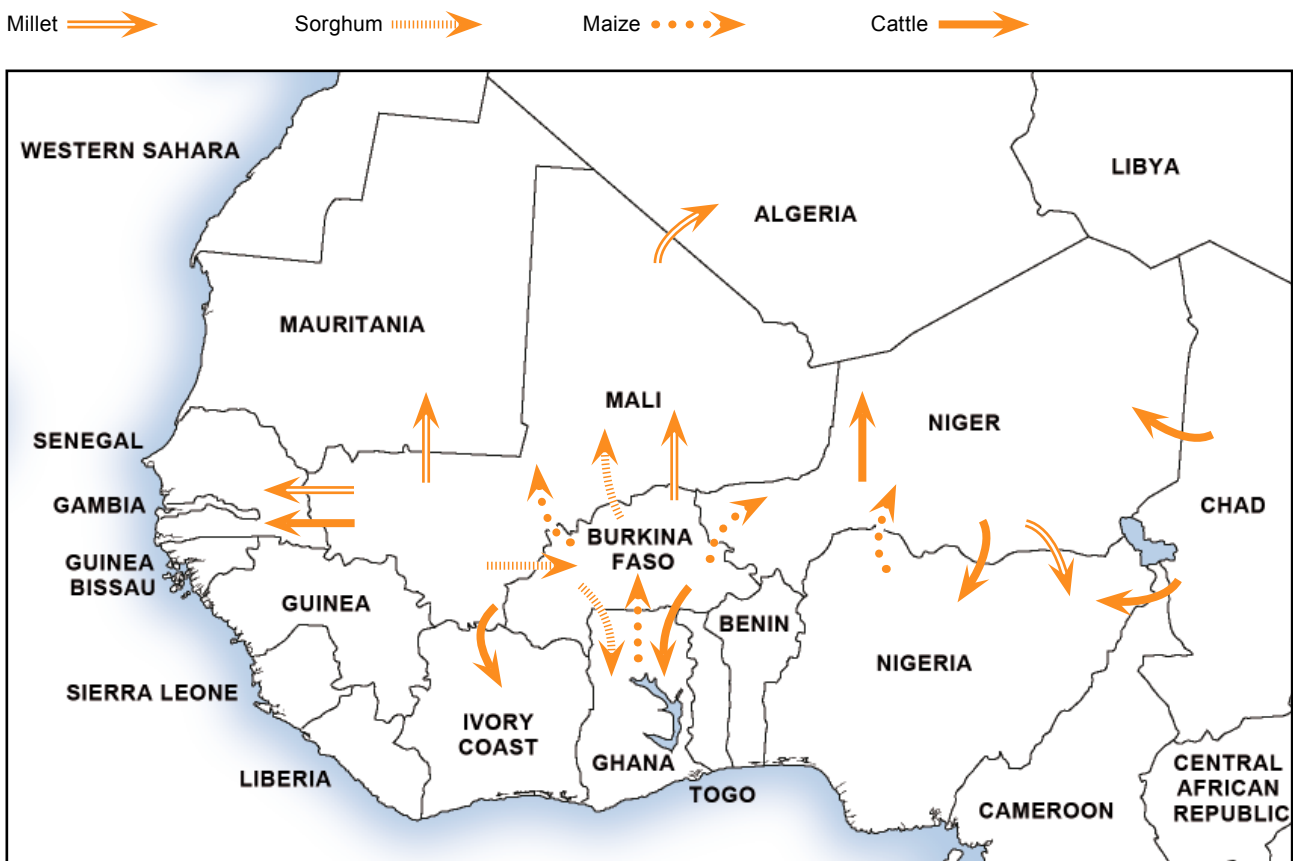 Millet
Sorghum
Maize
Cattle
WESTERN SAHARA
LIBYA
ALGERIA
MAURITANIA
MALI
NIGER
SENEGAL
GAMBIA
CHAD
GUINEA
BISSAU
BURKINA
FASO
GUINEA
BENIN
NIGERIA
SIERRA LEONE
IVORY
COAST
GHANA
LIBERIA
TOGO
CAMEROON
CENTRAL
AFRICAN
REPUBLIC